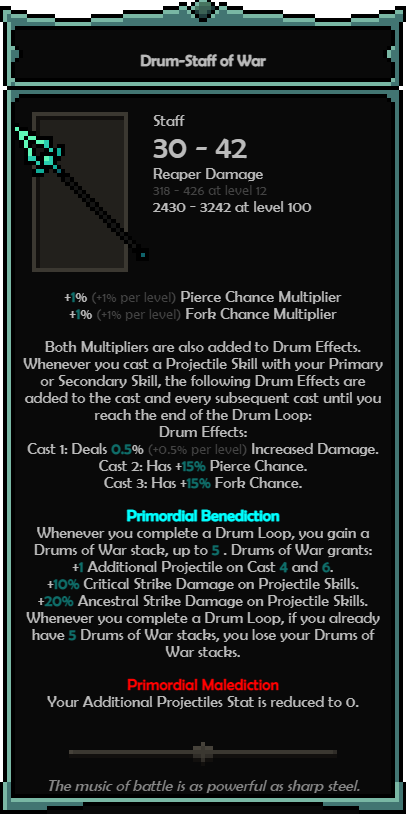 Drum-Staff of War
Staff
30 - 42
Reaper Damage
318 - 426 at level 12
2430 - 3242 at level 100
+1% (+1% per level) Pierce Chance Multiplier
+1% (+1% per level) Fork Chance Multiplier
Both Multipliers are also added to Drum Effects.
Whenever you cast a Projectile Skill with your Primary
or Secondary Skill, the following Drum Effects are
added to the cast and every subsequent cast until you
reach the end of the Drum Loop:
Drum Effects:
Cast 1: Deals 0.5% (+0.5% per level) Increased Damage.
Cast 2: Has +15% Pierce Chance.
Cast 3: Has +15% Fork Chance.
Primordial Benediction
Whenever you complete a Drum Loop, you gain a
Drums of War stack, up to 5 . Drums of War grants:
+1 Additional Projectile on Cast 4 and 6.
+10% Critical Strike Damage on Projectile Skills.
+20% Ancestral Strike Damage on Projectile Skills.
Whenever you complete a Drum Loop, if you already
have 5 Drums of War stacks, you lose your Drums of
War stacks.
Primordial Malediction
Your Additional Projectiles Stat is reduced to 0.
The music of battle is as powerful as sharp steel.